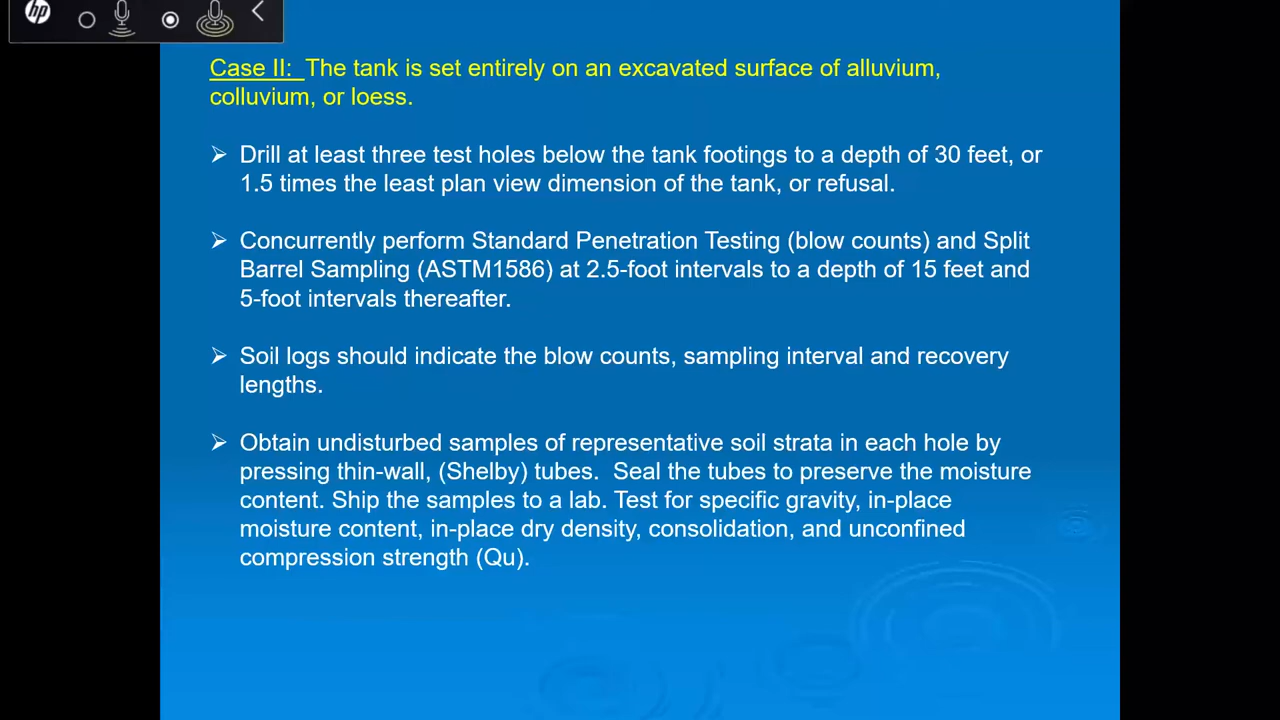 hp
Case II: The tank is set entirely on an excavated surface of alluvium,
colluvium, or loess.
Drill at least three test holes below the tank footings to a depth of 30 feet, or
1.5 times the least plan view dimension of the tank, or refusal.
Concurrently perform Standard Penetration Testing (blow counts) and Split
Barrel Sampling (ASTM1586) at 2.5-foot intervals to a depth of 15 feet and
5-foot intervals thereafter.
Soil logs should indicate the blow counts, sampling interval and recovery
lengths.
Obtain undisturbed samples of representative soil strata in each hole by
pressing thin-wall, (Shelby) tubes.  Seal the tubes to preserve the moisture
content. Ship the samples to a lab. Test for specific gravity, in-place
moisture content, in-place dry density, consolidation, and unconfined
compression strength (Qu).